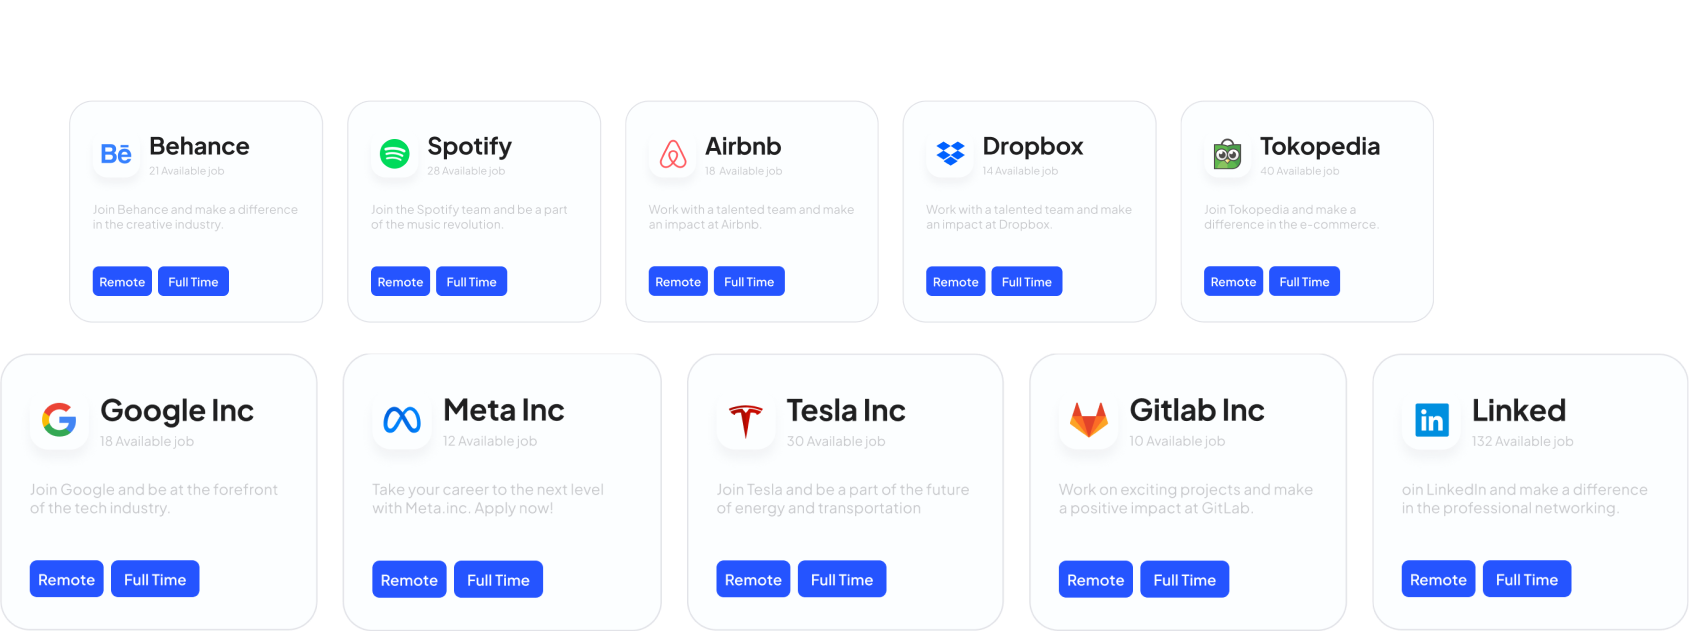 Bē Behance
21 Available job
Join Behance and make a difference
in the creative industry.
Remote Full Time
Spotify
28 Available job
Join the Spotify team and be a part
of the music revolution.
Remote Full Time
Airbnb
18 Available job
Work with a talented team and make
an impact at Airbnb.
Remote Full Time
Dropbox
14 Available job
Work with a talented team and make
an impact at Dropbox.
Remote Full Time
Tokopedia
40 Available job
Join Tokopedia and make a
difference in the e-commerce.
Remote Full Time
G Google Inc
18 Available job
Join Google and be at the forefront
of the tech industry.
Remote Full Time
Meta Inc
12 Available job
Take your career to the next level
with Meta.inc. Apply now!
Remote Full Time
Tesla Inc
30 Available job
Join Tesla and be a part of the future
of energy and transportation
Remote Full Time
Gitlab Inc
10 Available job
Work on exciting projects and make
a positive impact at GitLab.
Remote Full Time
in Linked
132 Available job
oin LinkedIn and make a difference
in the professional networking.
Remote Full Time